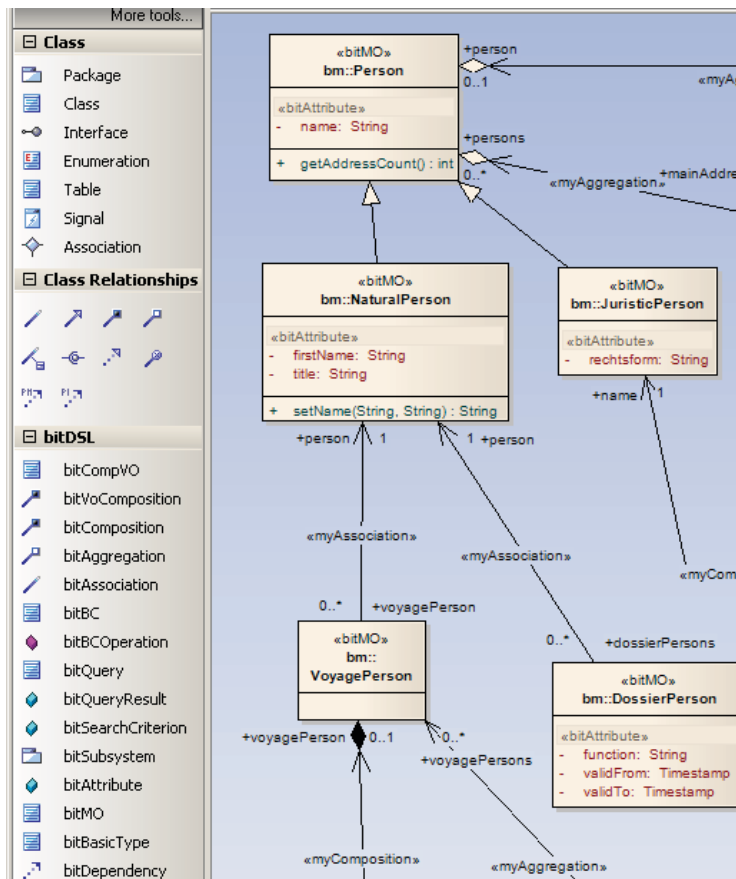 More tools...
Class
Package
Class
Interface
Enumeration
Table
Signal
Association
Class Relationships
PM
PI
bitDSL
bitCompVO
bitVoComposition
bitComposition
bitAggregation
bitAssociation
bitBC
bitBCOperation
bitQuery
bitQueryResult
bitSearchCriterion
bitSubsystem
bitAttribute
bitMO
bitBasicType
bitDependency
«bitMO»
bm::Person
«bitAttribute»
- name: String
+ getAddressCount() : int
+person
0..1
«myAg
+persons
0..*
«myAggregation»
+mainAddre
«bitMO»
bm::NaturalPerson
«bitAttribute»
- firstName: String
- title: String
+ setName(String, String) : String
«bitMO»
bm::JuristicPerson
«bitAttribute»
- rechtsform: String
+name 1
+person 1
1 +person
«myAssociation»
«myAssociation»
«myCom
0..* +voyagePerson
0..* +dossierPersons
«bitMO»
bm::
VoyagePerson
«bitMO»
bm::DossierPerson
«bitAttribute»
- function: String
- validFrom: Timestamp
- validTo: Timestamp
+voyagePerson 0..1
0..*
+voyagePersons
«myComposition»
«myAggregation»